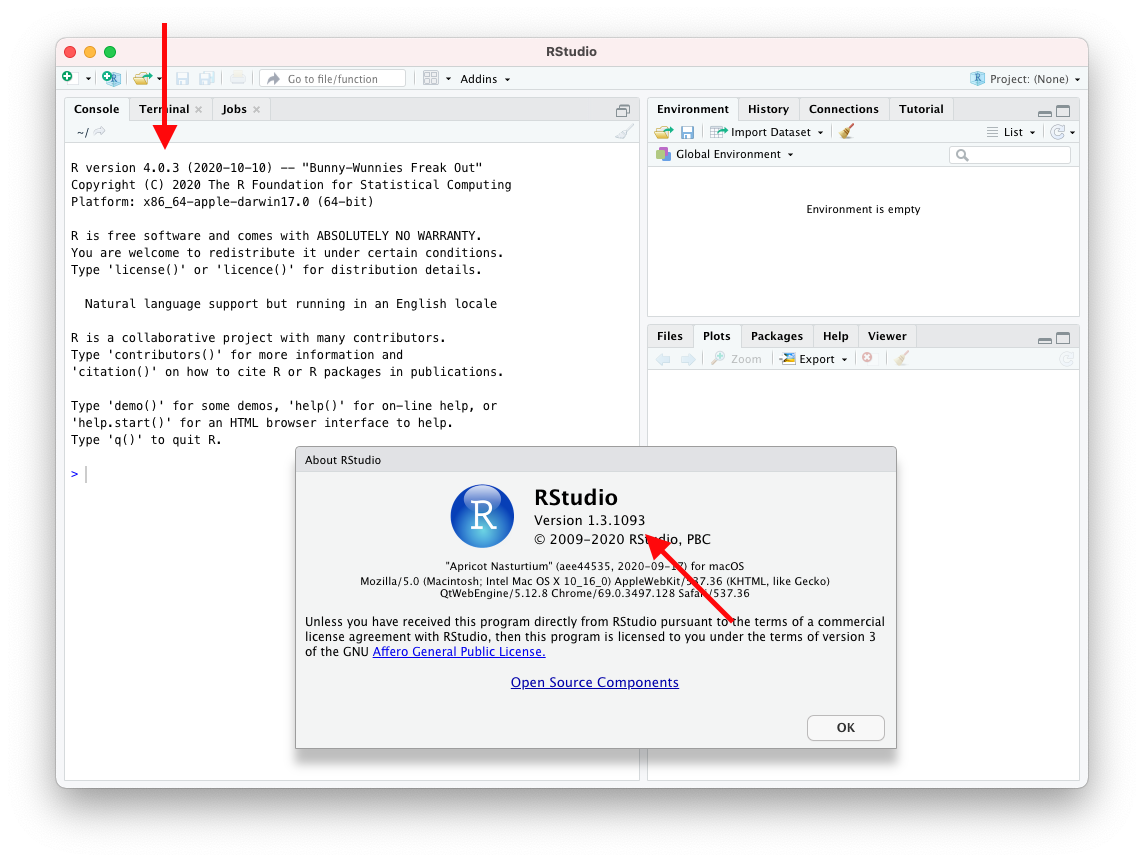 RStudio
Go to file/function
Addins
Project: (None)
Console
Terminal
Jobs
~/
R version 4.0.3 (2020-10-10) -- "Bunny-Wunnies Freak Out"
Copyright (C) 2020 The R Foundation for Statistical Computing
Platform: x86_64-apple-darwin17.0 (64-bit)
R is free software and comes with ABSOLUTELY NO WARRANTY.
You are welcome to redistribute it under certain conditions.
Type 'license()' or 'licence()' for distribution details.
Natural language support but running in an English locale
R is a collaborative project with many contributors.
Type 'contributors()' for more information and
'citation()' on how to cite R or R packages in publications.
Type 'demo()' for some demos, 'help()' for on-line help, or
'help.start()' for an HTML browser interface to help.
Type 'q()' to quit R.
>
Environment
History
Connections
Tutorial
Import Dataset
List
Global Environment
Environment is empty
Files
Plots
Packages
Help
Viewer
Zoom
Export
About RStudio
R
RStudio
Version 1.3.1093
© 2009-2020 RStudio, PBC
"Apricot Nasturtium" (aee44535, 2020-09-17) for macOS
Mozilla/5.0 (Macintosh; Intel Mac OS X 10_16_0) AppleWebKit/537.36 (KHTML, like Gecko)
QtWebEngine/5.12.8 Chrome/69.0.3497.128 Safari/537.36
Unless you have received this program directly from RStudio pursuant to the terms of a commercial
license agreement with RStudio, then this program is licensed to you under the terms of version 3
of the GNU Affero General Public License.
Open Source Components
OK